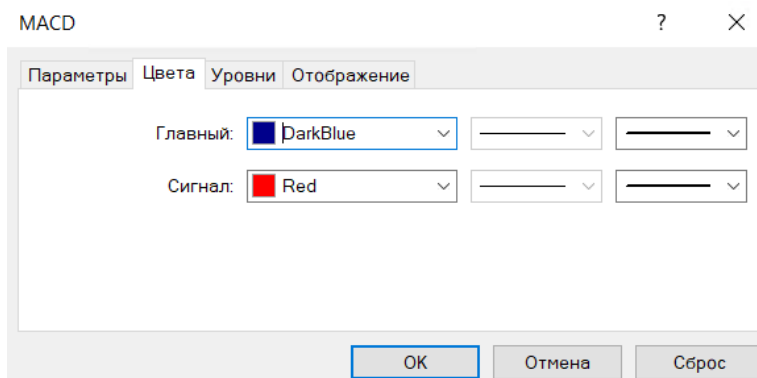 MACD ?
Параметры Цвета Уровни Отображение
Главный: DarkBlue
Сигнал: Red
OK Отмена Сброс